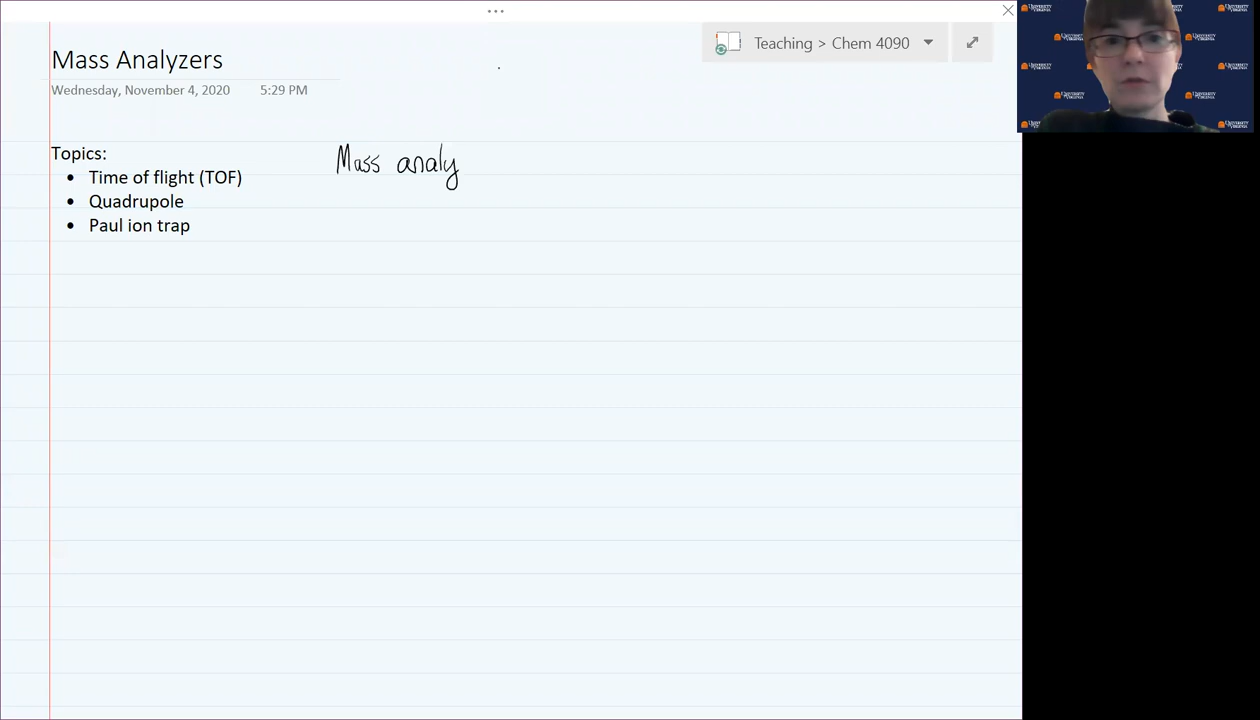 Mass Analyzers
Teaching > Chem 4090
Wednesday, November 4, 2020 5:29 PM
Topics:
• Time of flight (TOF)
• Quadrupole
• Paul ion trap
Mass analy